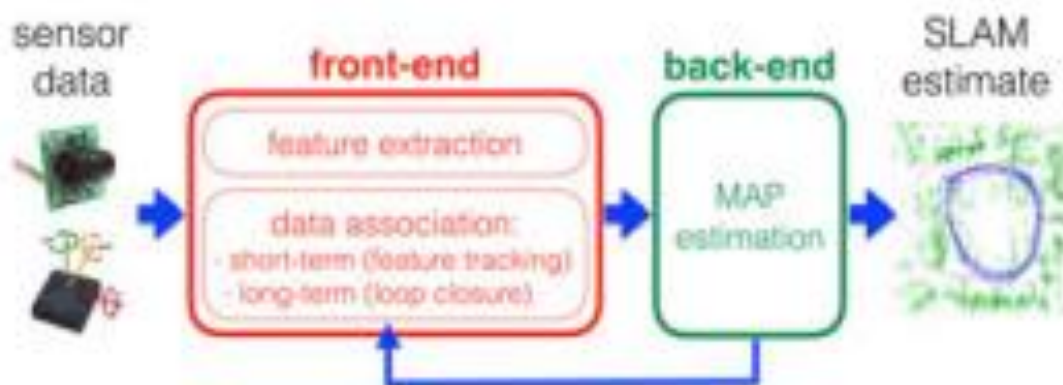 sensor
data
front-end
feature extraction
data association:
- short-term (feature tracking)
- long-term (loop closure)
back-end
MAP
estimation
SLAM
estimate